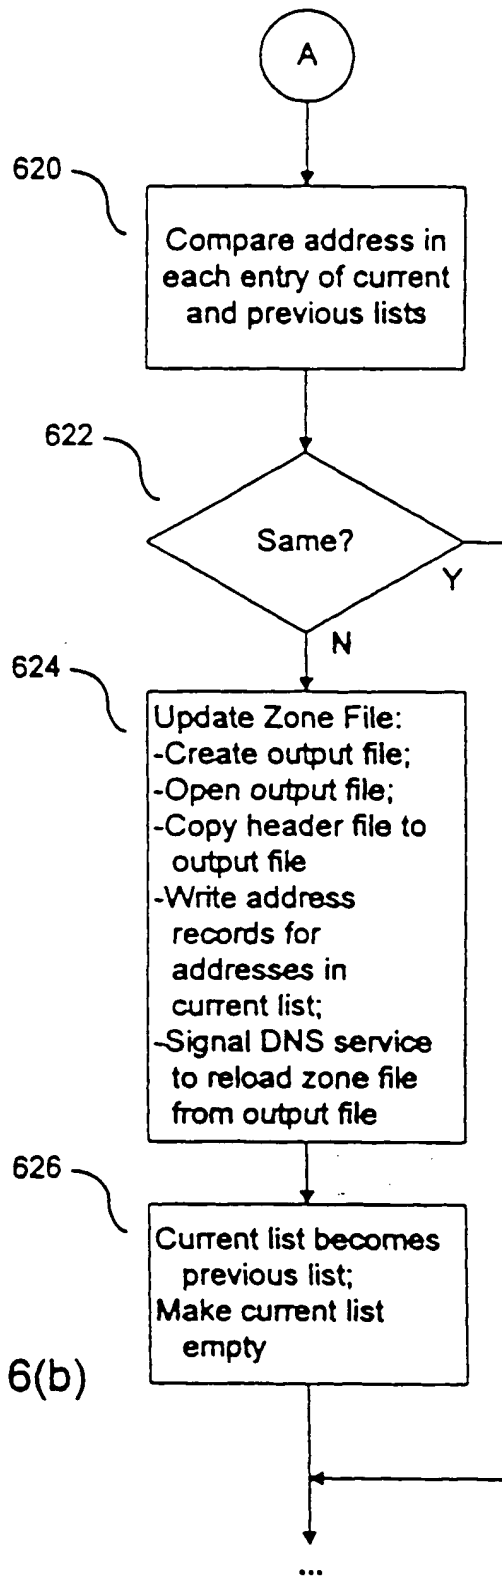 A
620
Compare address in
each entry of current
and previous lists
622
Same?
Y
N
624
Update Zone File:
-Create output file;
-Open output file;
-Copy header file to
output file
-Write address
records for
addresses in
current list;
-Signal DNS service
to reload zone file
from output file
626
Current list becomes
previous list;
Make current list
empty
6(b)
...